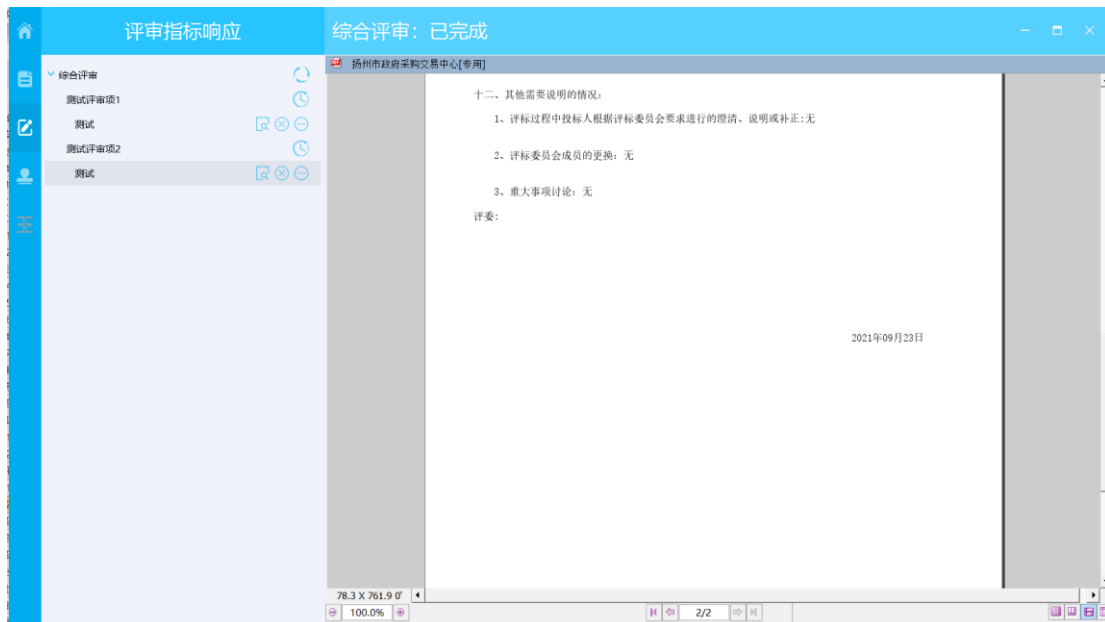 评审指标响应
综合评审：已完成
综合评审
测试评审项1
测试
测试评审项2
测试
扬州市政府采购交易中心[专用]
十二、其他需要说明的情况：
1、评标过程中投标人根据评标委员会要求进行的澄清、说明或补正:无
2、评标委员会成员的更换：无
3、重大事项讨论：无
评委：
2021年09月23日
78.3 X 761.9 0'
100.0%
2/2